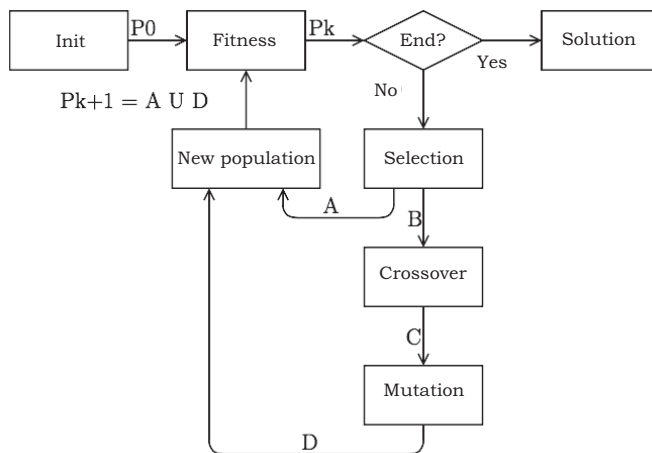 Init
P0
Fitness
Pk
End?
Yes
Solution
No
Pk+1 = A U D
New population
Selection
A
B
Crossover
C
Mutation
D